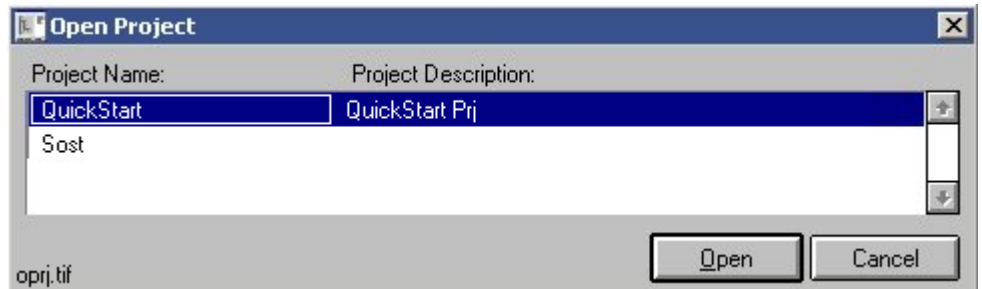 Open Project
Project Name: Project Description:
QuickStart QuickStart Prj
Sost
Open Cancel
oprj.tif